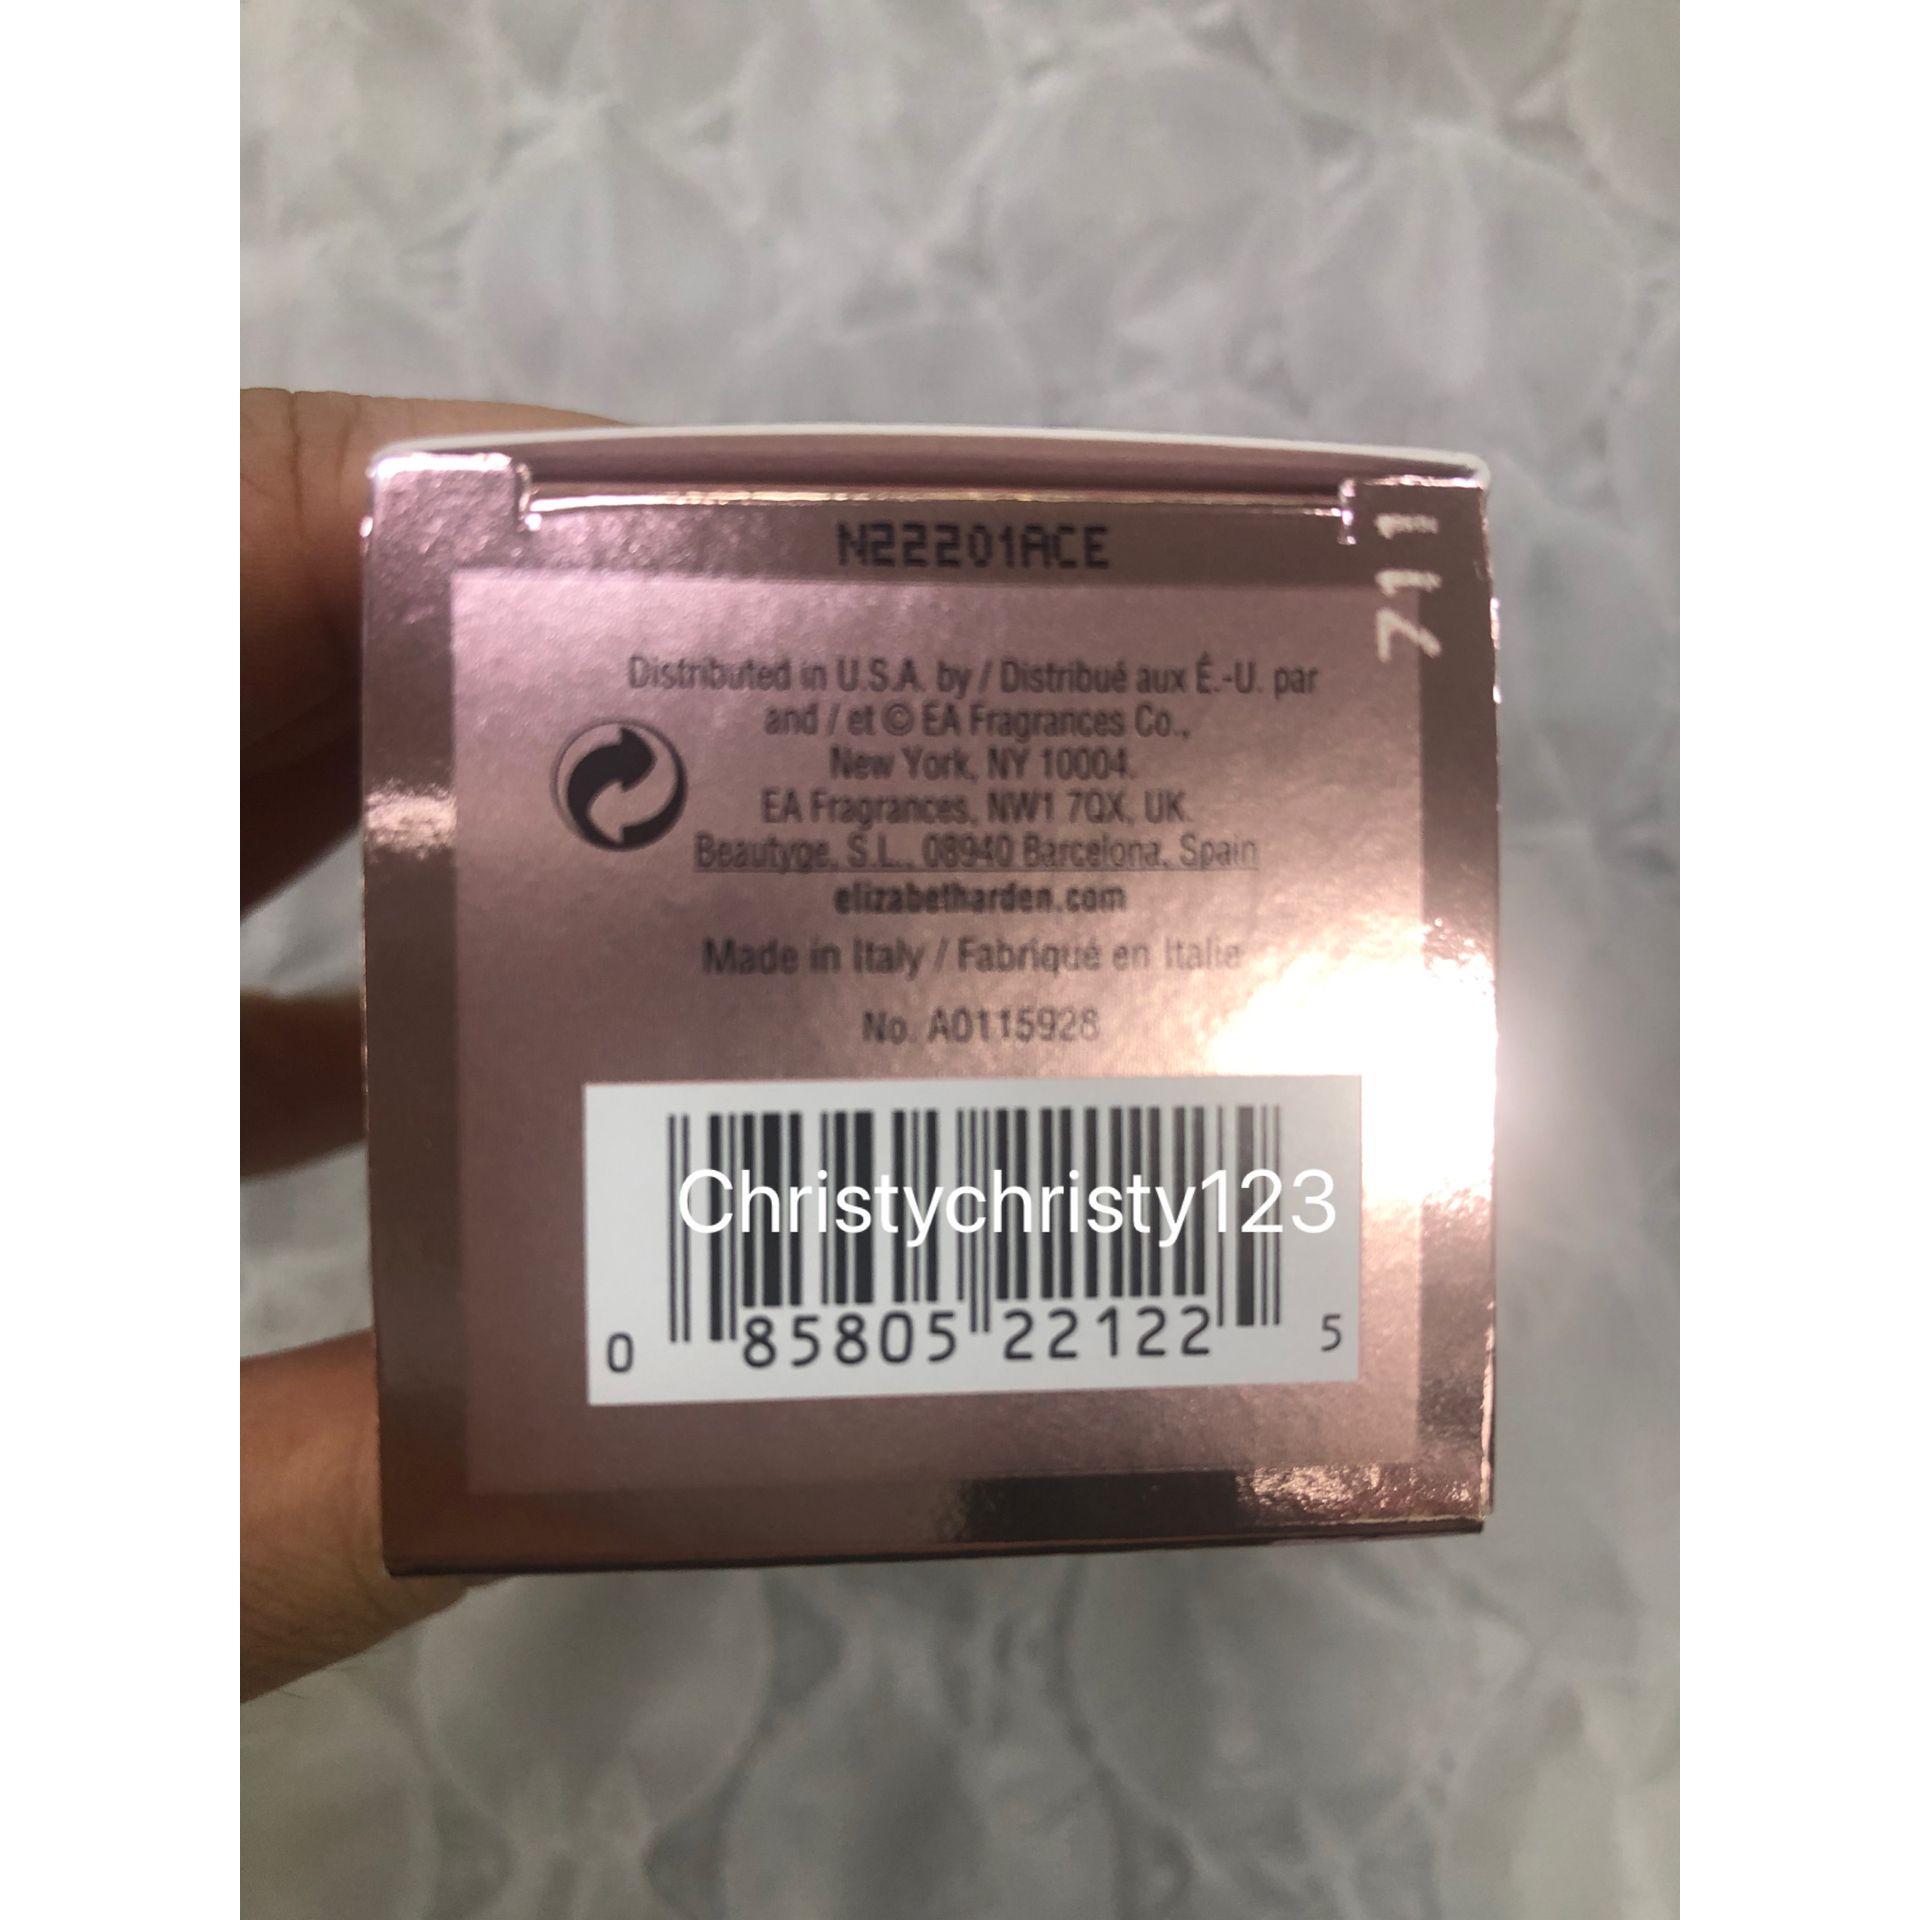 N22201ACE
711
Distributed in U.S.A. by / Distribué aux É.-U. par
and / et © EA Fragrances Co.,
New York, NY 10004.
EA Fragrances, NW1 7QX, UK.
Beautyge, S.L., 08940 Barcelona, Spain
elizabetharden.com
Made in Italy / Fabriqué en Italie
No. A0115928
Christychristy123
0 85805 22122 5